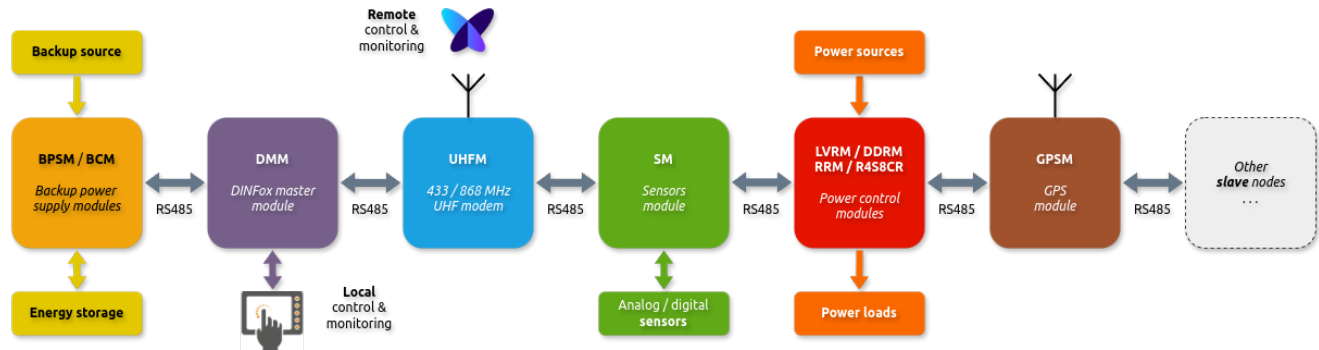 Remote
control &
monitoring
Backup source
Power sources
BPSM / BCM
Backup power
supply modules
RS485
DMM
DINFox master
module
RS485
UHFM
433 / 868 MHz
UHF modem
RS485
SM
Sensors
module
RS485
LVRM / DDRM
RRM / R4S8CR
Power control
modules
RS485
GPSM
GPS
module
RS485
Other
slave nodes
...
Energy storage
Local
control &
monitoring
Analog / digital
sensors
Power loads